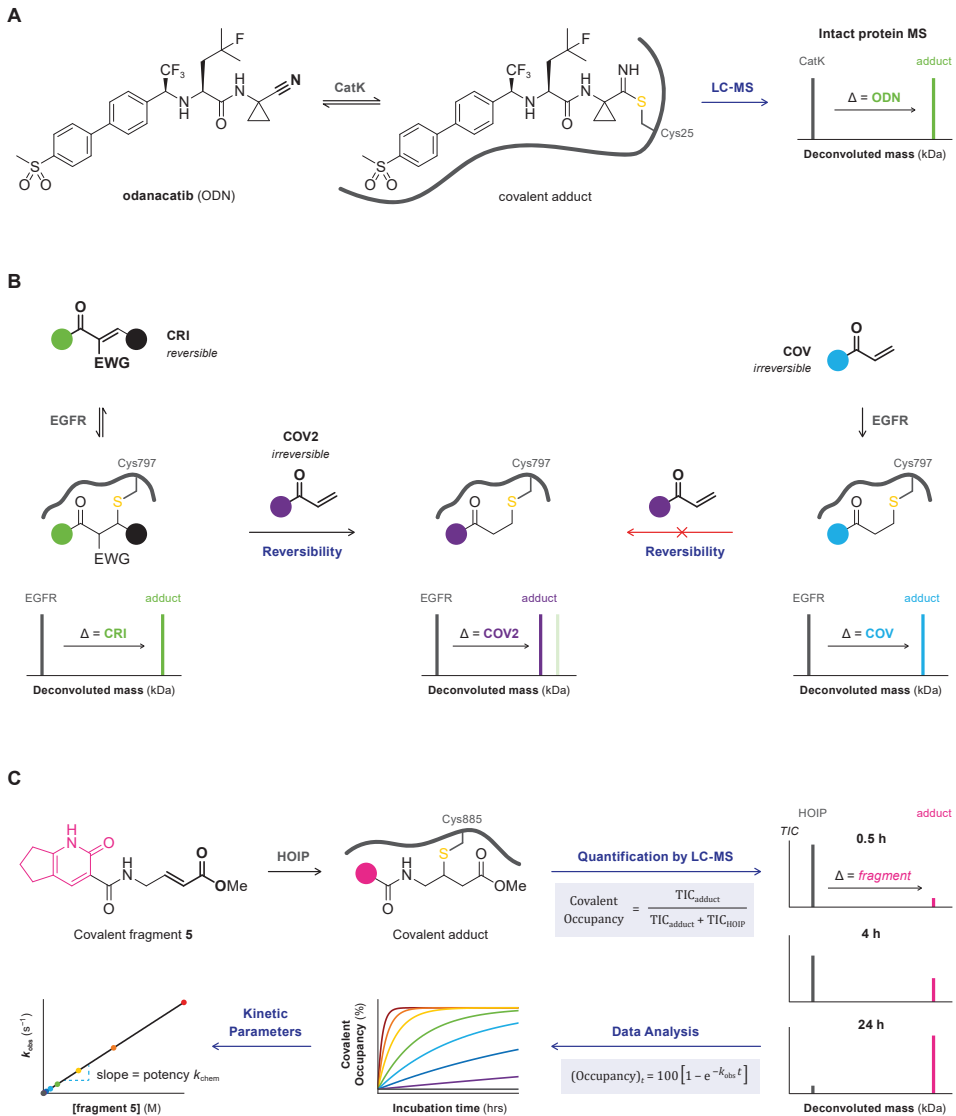 A
F
CF3
H
N
N
N
H
O
S
O O
odanacatib (ODN)
CatK
F
CF3
H
N
NH
N
H
O
S
Cys25
S
O O
covalent adduct
LC-MS
Intact protein MS
CatK
adduct
Δ = ODN
Deconvoluted mass (kDa)
B
O
EWG
CRI
reversible
EGFR
Cys797
O
S
EWG
COV2
irreversible
O
Reversibility
Cys797
O
S
O
Reversibility
COV
irreversible
O
EGFR
Cys797
O
S
EGFR
adduct
Δ = CRI
Deconvoluted mass (kDa)
EGFR
adduct
Δ = COV2
Deconvoluted mass (kDa)
EGFR
adduct
Δ = COV
Deconvoluted mass (kDa)
C
H
N
O
H
N
O
O
OMe
Covalent fragment 5
HOIP
Cys885
S
H
N
O
O
OMe
Covalent adduct
Quantification by LC-MS
Covalent Occupancy = TICadduct / TICadduct + TICHOIP
HOIP
adduct
TIC
0.5 h
Δ = fragment
4 h
24 h
Deconvoluted mass (kDa)
Data Analysis
(Occupancy)t = 100 [1 − e−kobs t]
Covalent
Occupancy (%)
Incubation time (hrs)
Kinetic
Parameters
kobs (s−1)
slope = potency kchem
[fragment 5] (M)